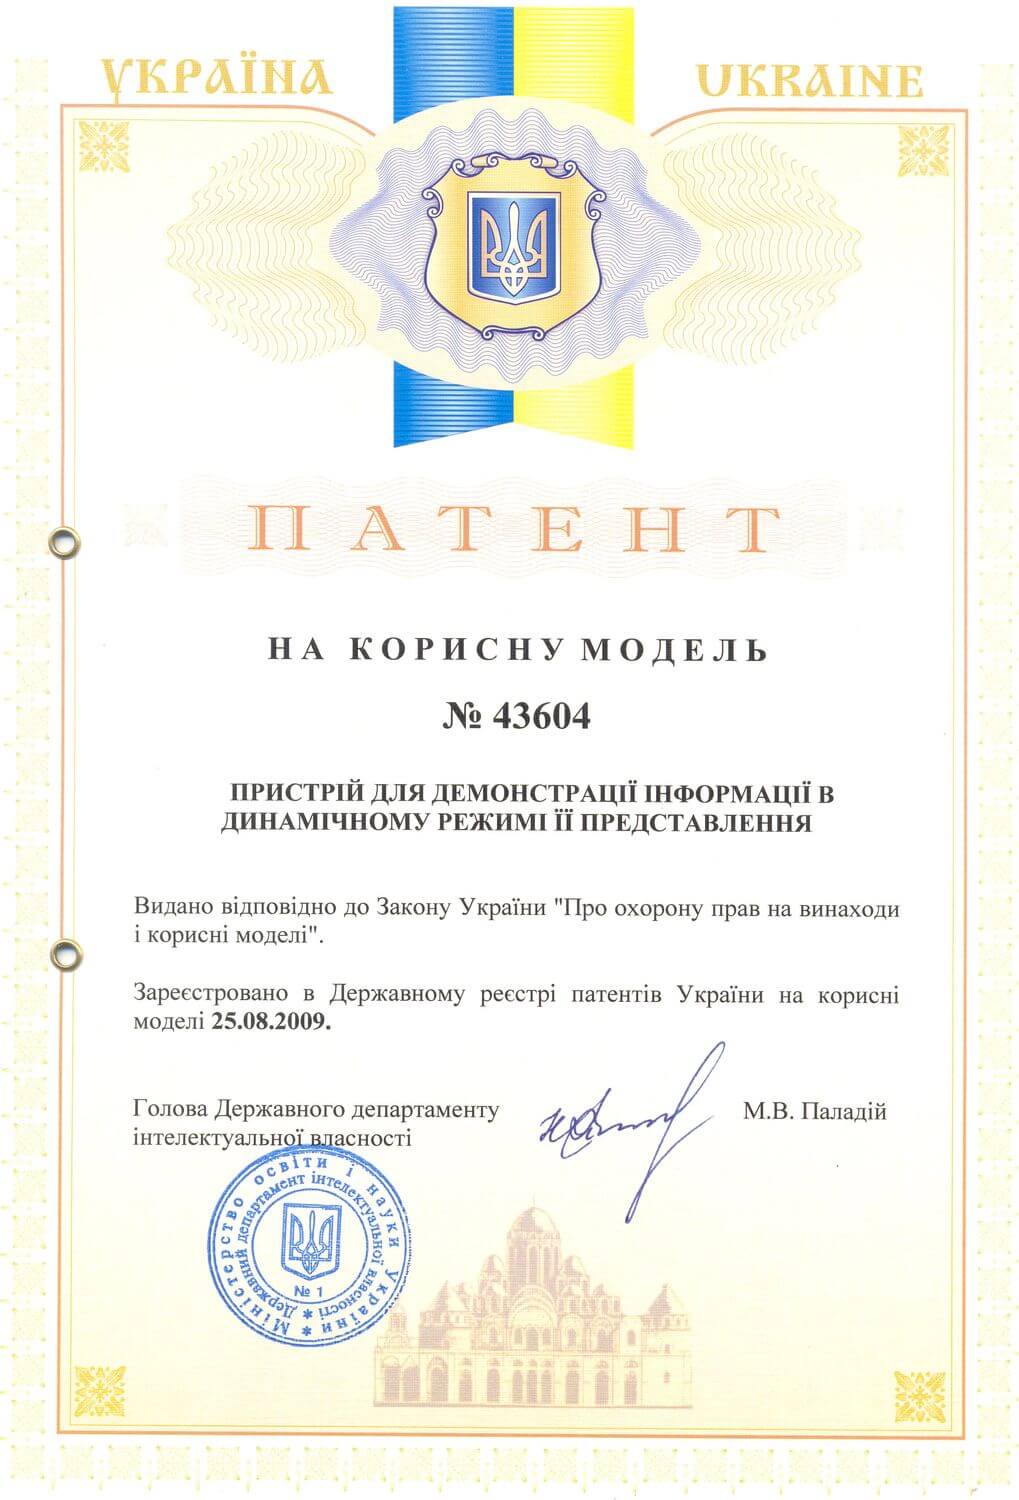 УКРАЇНА
UKRAINE
ПАТЕНТ
НА КОРИСНУ МОДЕЛЬ
№ 43604
ПРИСТРІЙ ДЛЯ ДЕМОНСТРАЦІЇ ІНФОРМАЦІЇ В
ДИНАМІЧНОМУ РЕЖИМІ ЇЇ ПРЕДСТАВЛЕННЯ
Видано відповідно до Закону України "Про охорону прав на винаходи
і корисні моделі".
Зареєстровано в Державному реєстрі патентів України на корисні
моделі 25.08.2009.
Голова Державного департаменту
інтелектуальної власності
М.В. Паладій
Міністерство освіти і науки України *
Державний департамент інтелектуальної власності *
№ 1